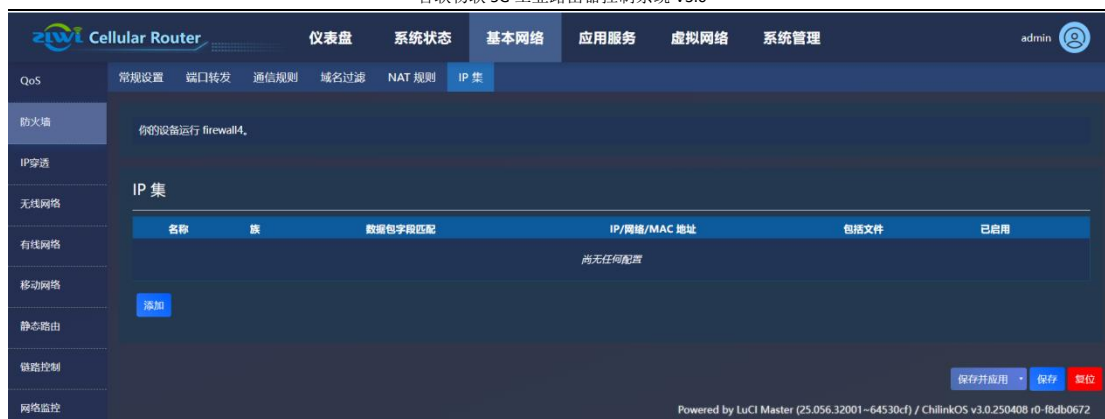 ziwi Cellular Router 仪表盘 系统状态 基本网络 应用服务 虚拟网络 系统管理 admin
常规设置 端口转发 通信规则 域名过滤 NAT 规则 IP 集
QoS
防火墙
IP穿透
无线网络
有线网络
移动网络
静态路由
链路控制
网络监控
你的设备运行 firewall4。
IP 集
名称 族 数据包字段匹配 IP/网络/MAC 地址 包括文件 已启用
尚无任何配置
添加
保存并应用 保存 复位
Powered by LuCI Master (25.056.32001~64530cf) / ChilinkOS v3.0.250408 r0-f8db0672